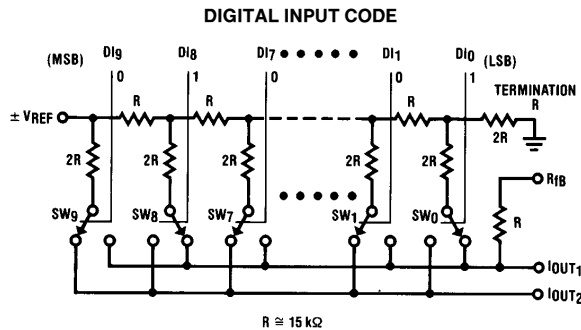 DIGITAL INPUT CODE
(MSB) DI9 DI8 DI7 DI1 DI0 (LSB)
0 1 0 0 1
TERMINATION
R
± VREF R R R 2R
2R 2R 2R 2R 2R
RfB
SW9 SW8 SW7 SW1 SW0 R
IOUT1
IOUT2
R ≅ 15 kΩ